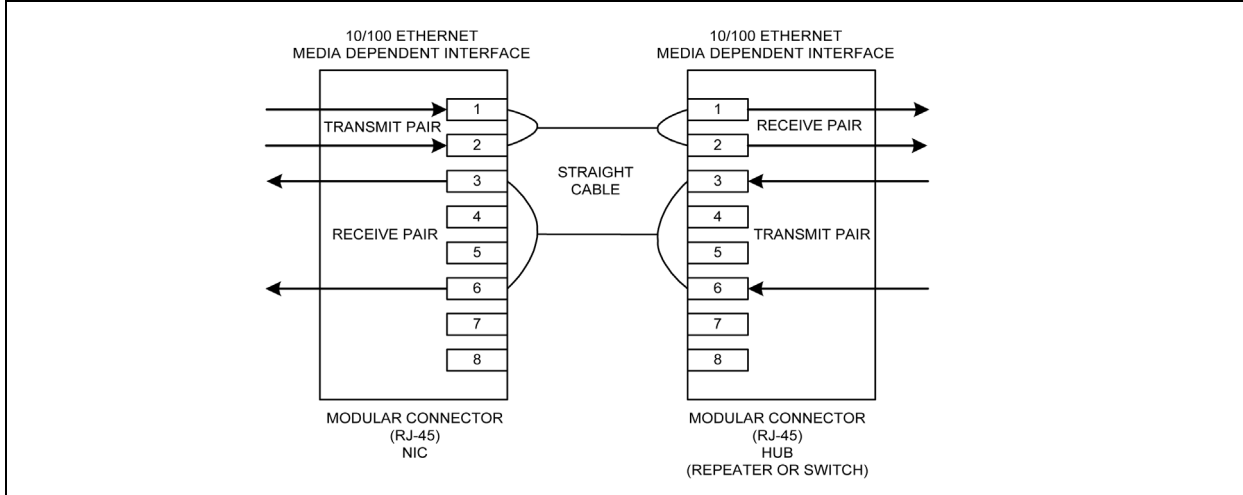 10/100 ETHERNET
MEDIA DEPENDENT INTERFACE
10/100 ETHERNET
MEDIA DEPENDENT INTERFACE
1
TRANSMIT PAIR
2
3
4
RECEIVE PAIR
5
6
7
8
STRAIGHT
CABLE
1
RECEIVE PAIR
2
3
4
TRANSMIT PAIR
5
6
7
8
MODULAR CONNECTOR
(RJ-45)
NIC
MODULAR CONNECTOR
(RJ-45)
HUB
(REPEATER OR SWITCH)